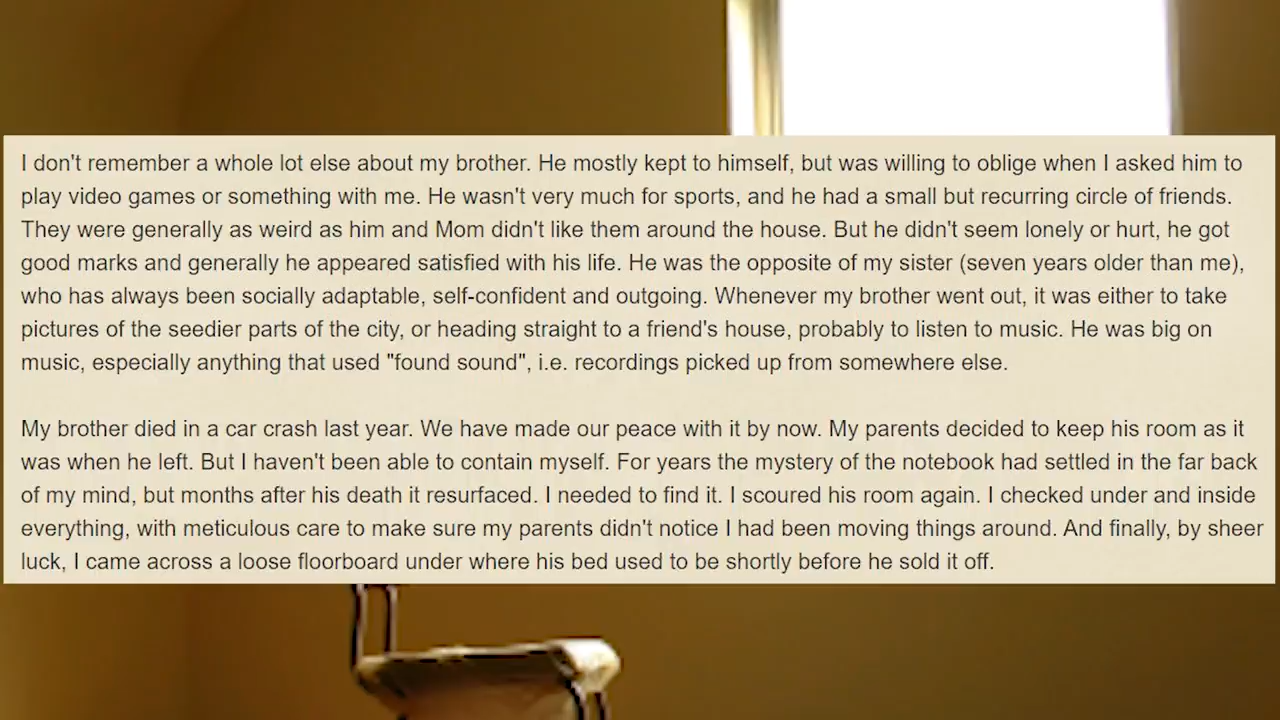 I don't remember a whole lot else about my brother. He mostly kept to himself, but was willing to oblige when I asked him to
play video games or something with me. He wasn't very much for sports, and he had a small but recurring circle of friends.
They were generally as weird as him and Mom didn't like them around the house. But he didn't seem lonely or hurt, he got
good marks and generally he appeared satisfied with his life. He was the opposite of my sister (seven years older than me),
who has always been socially adaptable, self-confident and outgoing. Whenever my brother went out, it was either to take
pictures of the seedier parts of the city, or heading straight to a friend's house, probably to listen to music. He was big on
music, especially anything that used "found sound", i.e. recordings picked up from somewhere else.
My brother died in a car crash last year. We have made our peace with it by now. My parents decided to keep his room as it
was when he left. But I haven't been able to contain myself. For years the mystery of the notebook had settled in the far back
of my mind, but months after his death it resurfaced. I needed to find it. I scoured his room again. I checked under and inside
everything, with meticulous care to make sure my parents didn't notice I had been moving things around. And finally, by sheer
luck, I came across a loose floorboard under where his bed used to be shortly before he sold it off.